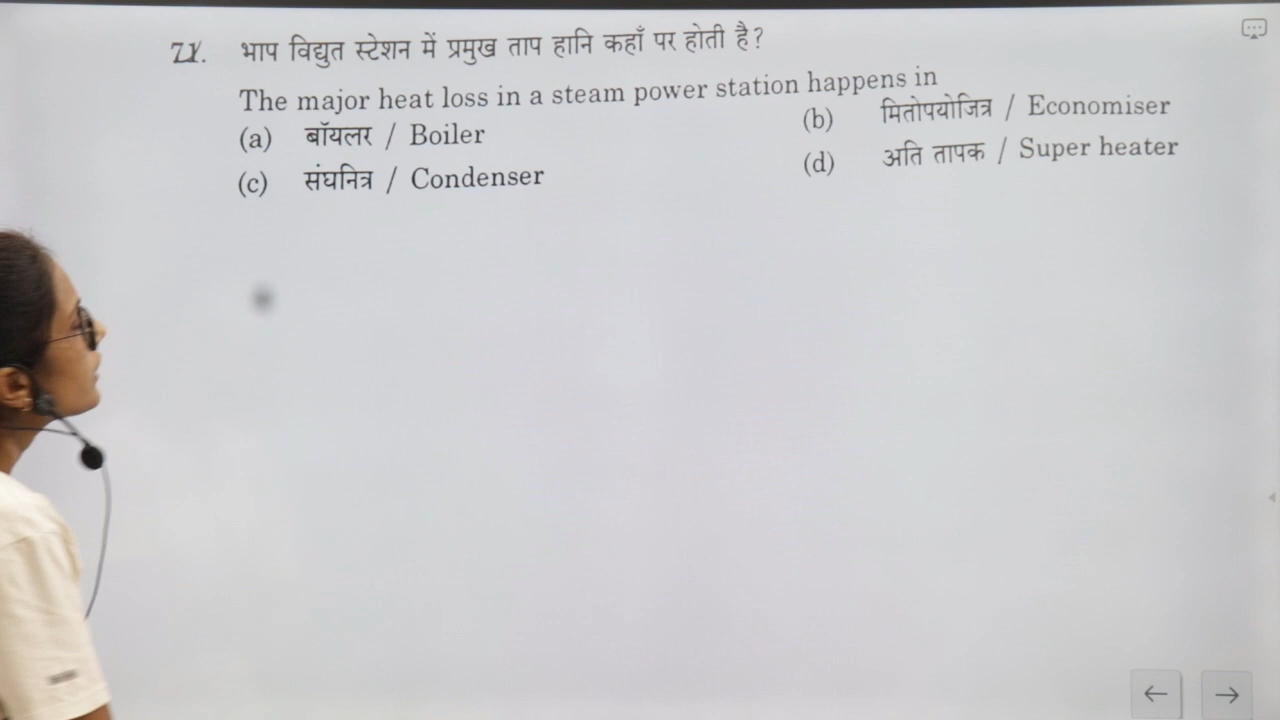 71. भाप विद्युत स्टेशन में प्रमुख ताप हानि कहाँ पर होती है?
The major heat loss in a steam power station happens in
(a) बॉयलर / Boiler (b) मितोपयोजित्र / Economiser
(c) संघनित्र / Condenser (d) अति तापक / Super heater